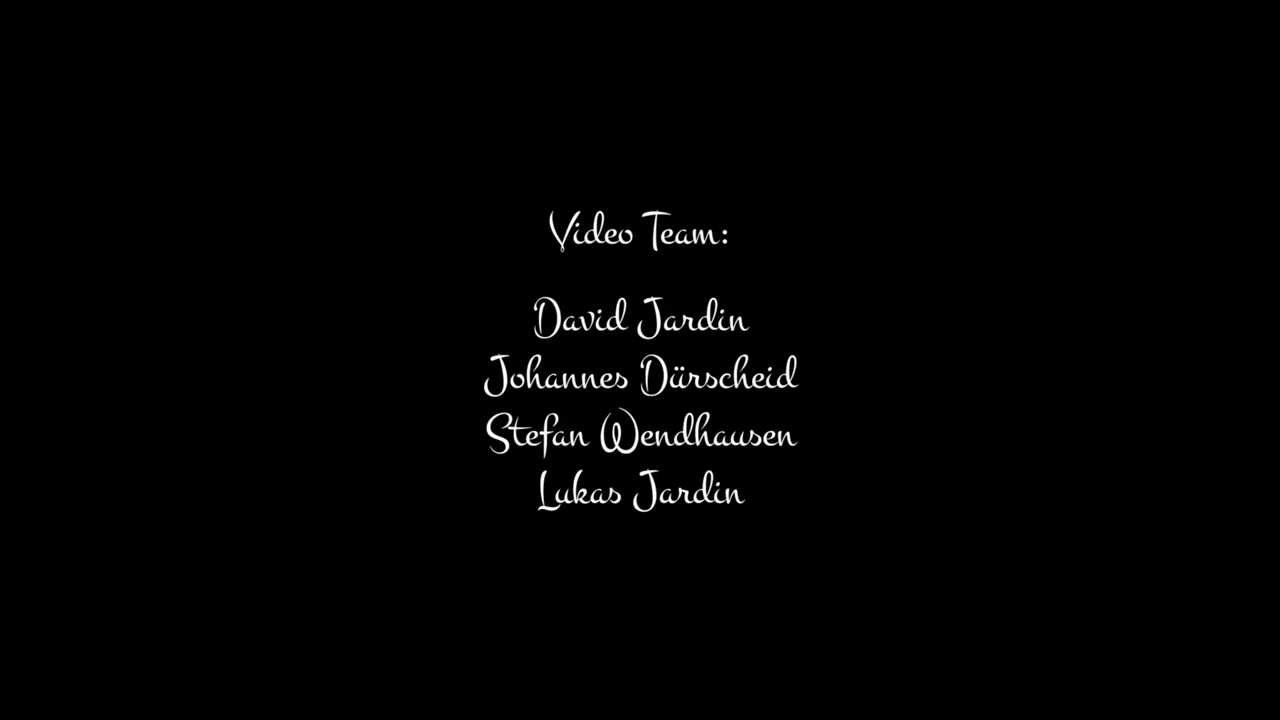 Video Team:
David Jardin
Johannes Dürscheid
Stefan Wendhausen
Lukas Jardin